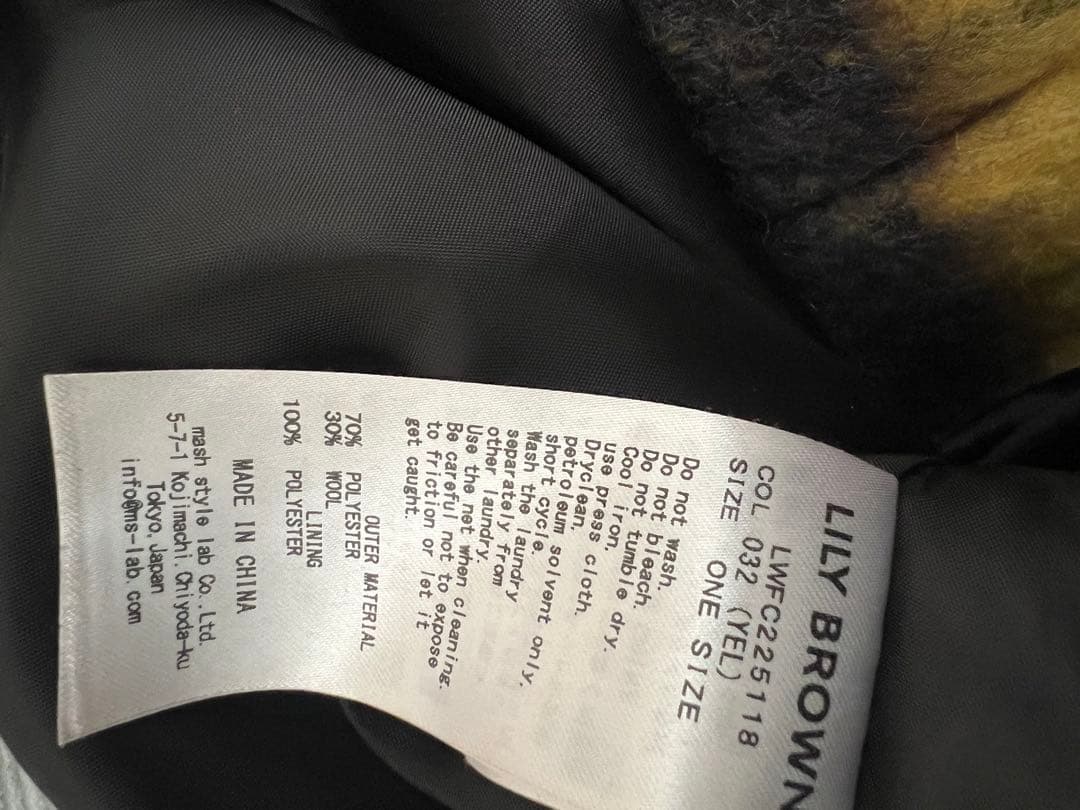 LILY BROWN
LWFC225118
COL 032 (YEL)
SIZE ONE SIZE
Do not wash.
Do not bleach.
Do not tumble dry.
Cool iron.
use press cloth.
Dryclean.
petroleum solvent only,
short cycle.
Wash the laundry
separately from
other laundry.
Use the net when cleaning.
Be careful not to expose
to friction or let it
get caught.
OUTER MATERIAL
70% POLYESTER
30% WOOL
LINING
100% POLYESTER
MADE IN CHINA
mash style lab Co.,Ltd.
5-7-1 Kojimachi, Chiyoda-ku
Tokyo, Japan
info@ms-lab.com